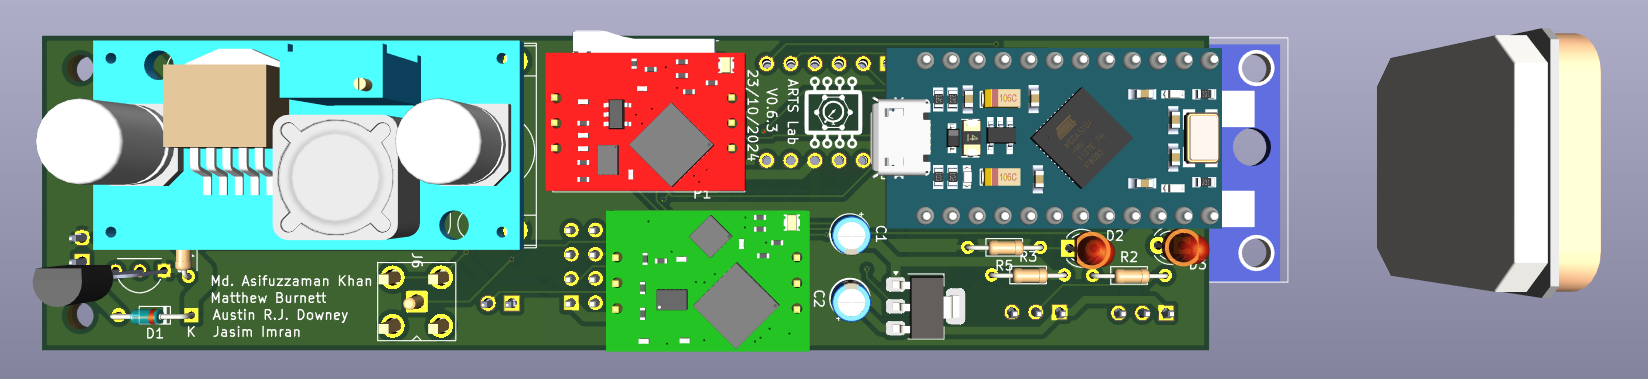 23/10//2024
V0.6.3
ARTS Lab
P1
106C
4
106C
C1
C2
J6
D2
R3
R5
R2
D3
Md. Asifuzzaman Khan
Matthew Burnett
Austin R.J. Downey
Jasim Imran
D1
K